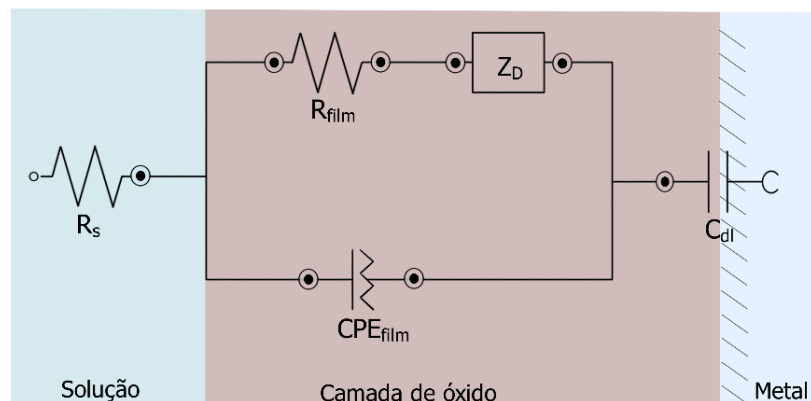 Z_D
R_film
R_s
C_dl
CPE_film
Solução
Camada de óxido
Metal